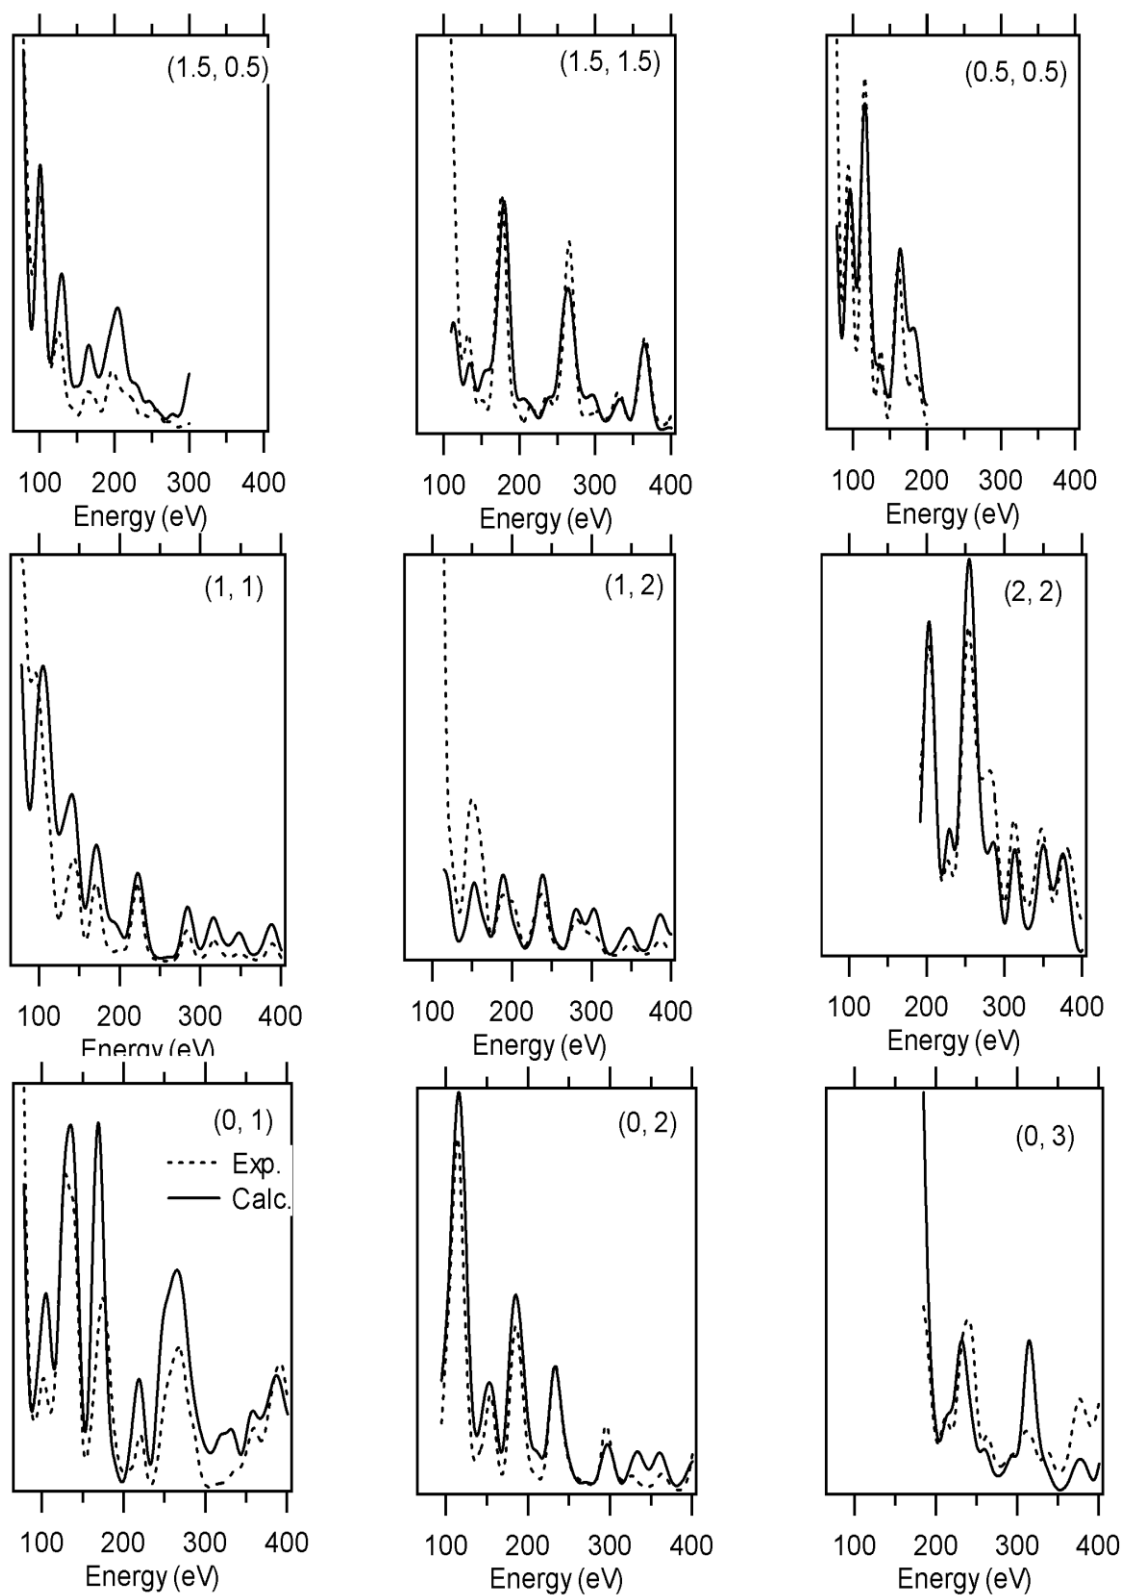 (1.5, 0.5) (1.5, 1.5) (0.5, 0.5)
100 200 300 400 100 200 300 400 100 200 300 400
Energy (eV) Energy (eV) Energy (eV)
(1, 1) (1, 2) (2, 2)
100 200 300 400 100 200 300 400 100 200 300 400
Energy (eV) Energy (eV) Energy (eV)
(0, 1) (0, 2) (0, 3)
Exp.
Calc.
100 200 300 400 100 200 300 400 100 200 300 400
Energy (eV) Energy (eV) Energy (eV)